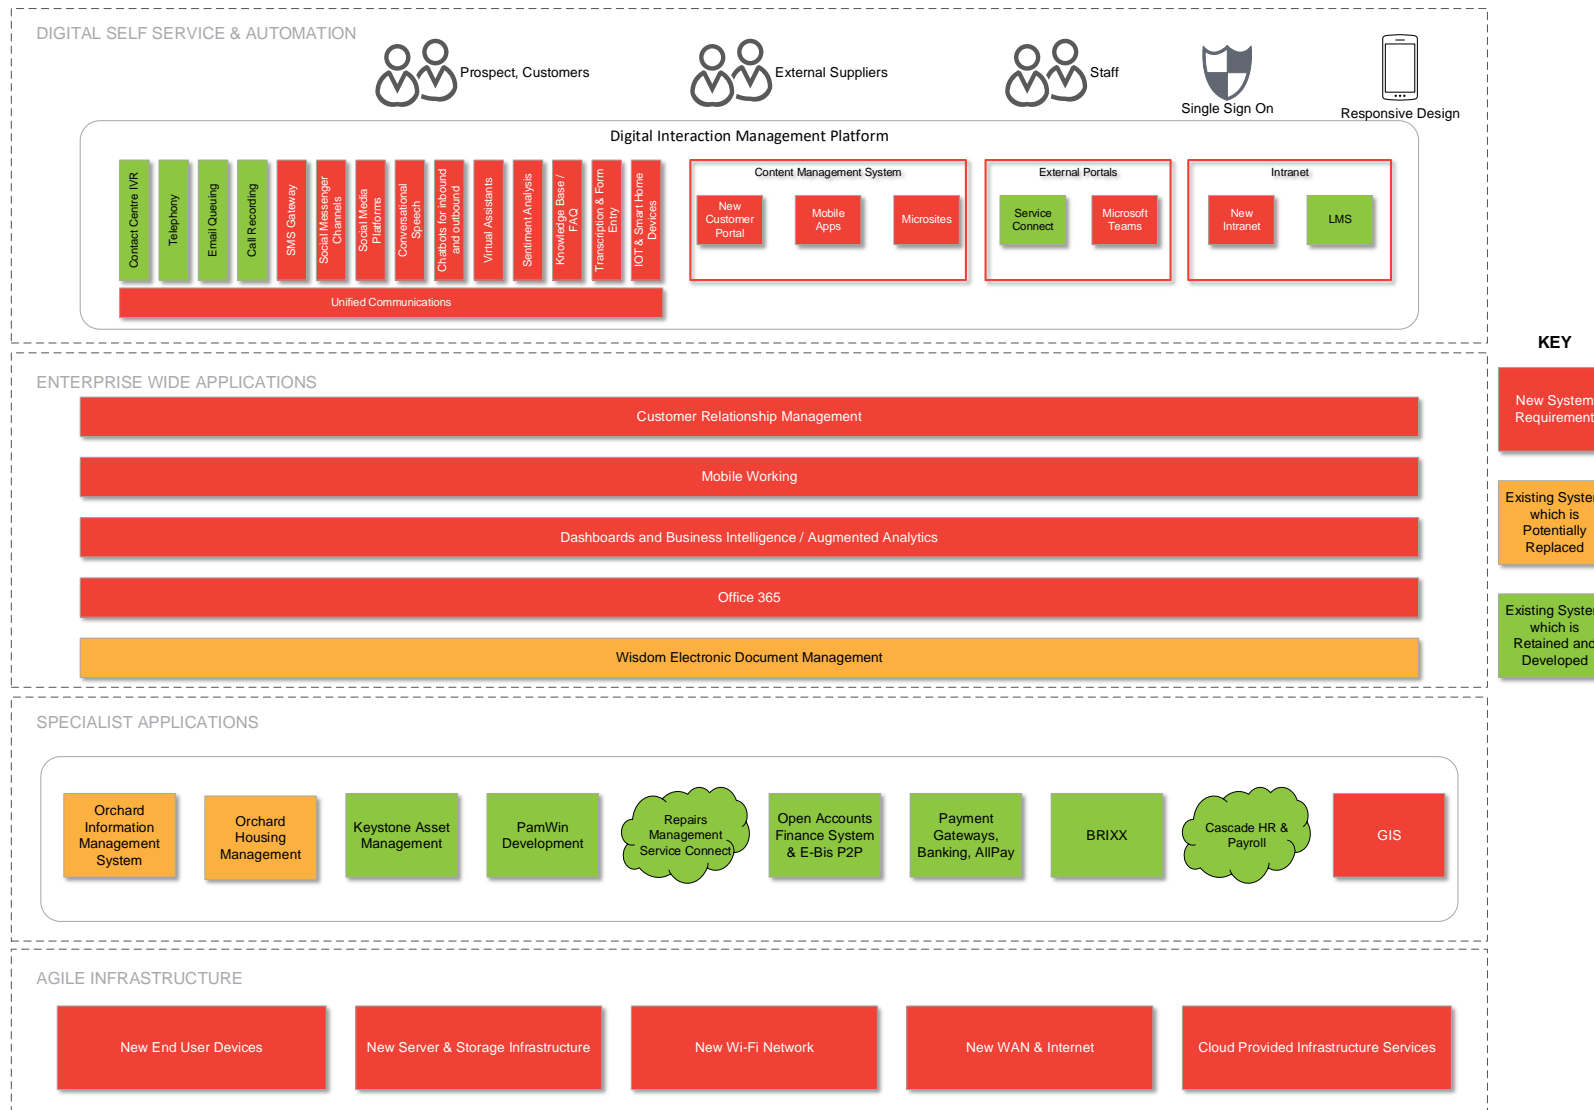 DIGITAL SELF SERVICE & AUTOMATION
Prospect, Customers
External Suppliers
Staff
Single Sign On
Responsive Design
Digital Interaction Management Platform
Contact Centre IVR
Telephony
Email Queuing
Call Recording
SMS Gateway
Social Messenger
Channels
Social Media
Platforms
Conversational
Speech
Chatbots for inbound
and outbound
Virtual Assistants
Sentiment Analysis
Knowledge Base /
FAQ
Transcription & Form
Entry
IOT & Smart Home
Devices
Unified Communications
Content Management System
New
Customer
Portal
Mobile
Apps
Microsites
External Portals
Service
Connect
Microsoft
Teams
Intranet
New
Intranet
LMS
KEY
New System
Requirement
Existing System
which is
Potentially
Replaced
Existing System
which is
Retained and
Developed
ENTERPRISE WIDE APPLICATIONS
Customer Relationship Management
Mobile Working
Dashboards and Business Intelligence / Augmented Analytics
Office 365
Wisdom Electronic Document Management
SPECIALIST APPLICATIONS
Orchard
Information
Management
System
Orchard
Housing
Management
Keystone Asset
Management
PamWin
Development
Repairs
Management
Service Connect
Open Accounts
Finance System
& E-Bis P2P
Payment
Gateways,
Banking, AllPay
BRIXX
Cascade HR &
Payroll
GIS
AGILE INFRASTRUCTURE
New End User Devices
New Server & Storage Infrastructure
New Wi-Fi Network
New WAN & Internet
Cloud Provided Infrastructure Services